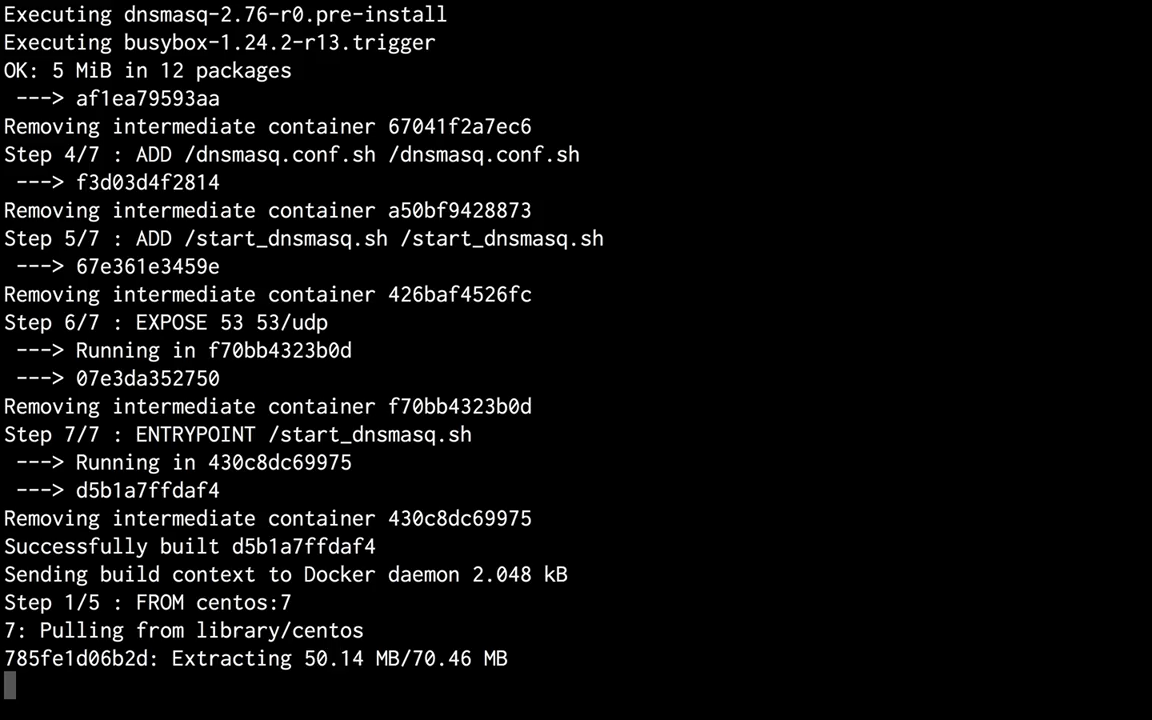 Executing dnsmasq-2.76-r0.pre-install
Executing busybox-1.24.2-r13.trigger
OK: 5 MiB in 12 packages
 ---> af1ea79593aa
Removing intermediate container 67041f2a7ec6
Step 4/7 : ADD /dnsmasq.conf.sh /dnsmasq.conf.sh
 ---> f3d03d4f2814
Removing intermediate container a50bf9428873
Step 5/7 : ADD /start_dnsmasq.sh /start_dnsmasq.sh
 ---> 67e361e3459e
Removing intermediate container 426baf4526fc
Step 6/7 : EXPOSE 53 53/udp
 ---> Running in f70bb4323b0d
 ---> 07e3da352750
Removing intermediate container f70bb4323b0d
Step 7/7 : ENTRYPOINT /start_dnsmasq.sh
 ---> Running in 430c8dc69975
 ---> d5b1a7ffdaf4
Removing intermediate container 430c8dc69975
Successfully built d5b1a7ffdaf4
Sending build context to Docker daemon 2.048 kB
Step 1/5 : FROM centos:7
7: Pulling from library/centos
785fe1d06b2d: Extracting 50.14 MB/70.46 MB